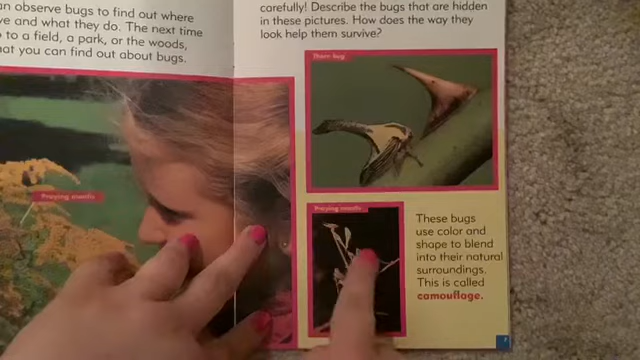 an observe bugs to find out where
ve and what they do. The next time
to a field, a park, or the woods,
at you can find out about bugs.
Praying mantis
carefully! Describe the bugs that are hidden
in these pictures. How does the way they
look help them survive?
Thorn bug
Praying mantis
These bugs
use color and
shape to blend
into their natural
surroundings.
This is called
camouflage.
7